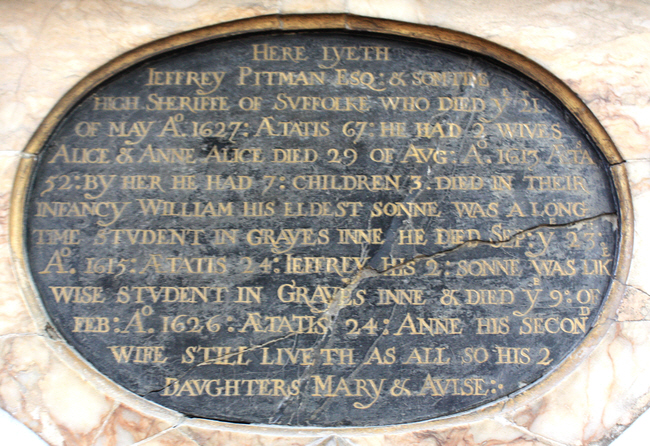 HERE LYETH
IEFFREY PITMAN ESQ: & SOMTIME
HIGH SHERIFFE OF SVFFOLKE WHO DIED Yᴱ 21
OF MAY Aᵒ. 1627: ÆTATIS 67: HE HAD 2 WIVES
ALICE & ANNE ALICE DIED 29 OF AVG: Aᵒ. 1613 ÆTA
52: BY HER HE HAD 7: CHILDREN 3. DIED IN THEIR
INFANCY WILLIAM HIS ELDEST SONNE WAS A LONG
TIME STVDENT IN GRAYES INNE HE DIED SEP: Yᴱ 23
Aᵒ. 1615: ÆTATIS 24: IEFFREY HIS 2: SONNE WAS LIK
WISE STVDENT IN GRAYES INNE & DIED Yᴱ 9: OF
FEB: Aᵒ. 1626: ÆTATIS 24: ANNE HIS SECONᴰ
WIFE STILL LIVETH AS ALL SO HIS 2
DAVGHTERS MARY & AVISE: